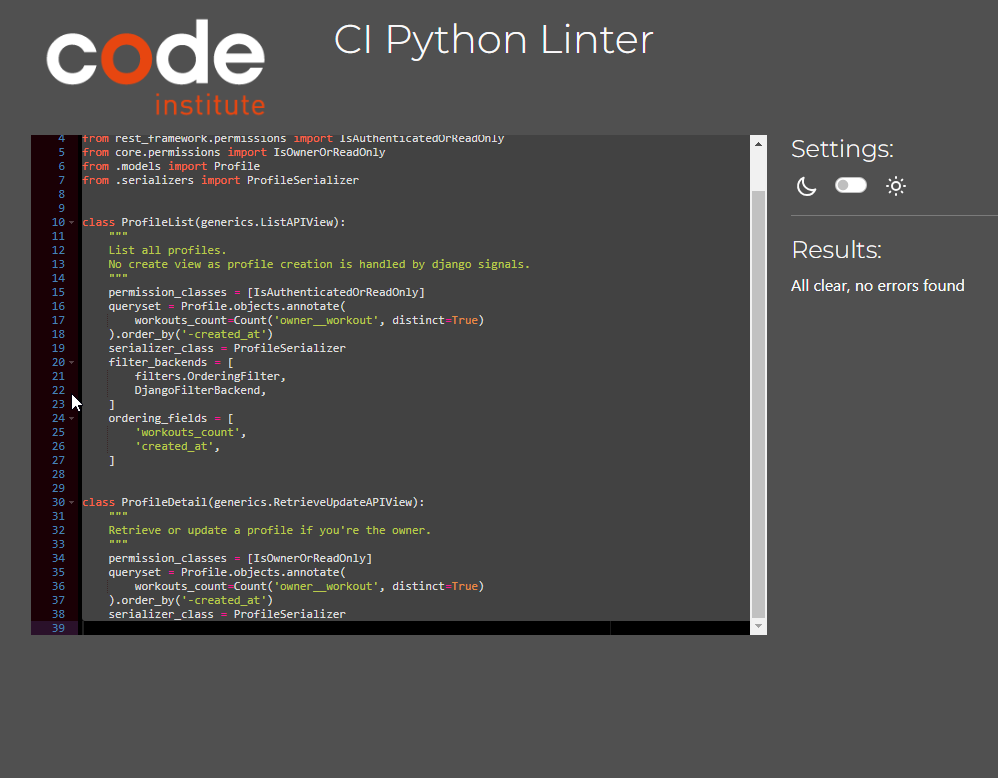 code
institute
CI Python Linter
4 from rest_framework.permissions import IsAuthenticatedOrReadOnly
5 from core.permissions import IsOwnerOrReadOnly
6 from .models import Profile
7 from .serializers import ProfileSerializer
8
9
10 class ProfileList(generics.ListAPIView):
11     """
12     List all profiles.
13     No create view as profile creation is handled by django signals.
14     """
15     permission_classes = [IsAuthenticatedOrReadOnly]
16     queryset = Profile.objects.annotate(
17         workouts_count=Count('owner__workout', distinct=True)
18     ).order_by('-created_at')
19     serializer_class = ProfileSerializer
20     filter_backends = [
21         filters.OrderingFilter,
22         DjangoFilterBackend,
23     ]
24     ordering_fields = [
25         'workouts_count',
26         'created_at',
27     ]
28
29
30 class ProfileDetail(generics.RetrieveUpdateAPIView):
31     """
32     Retrieve or update a profile if you're the owner.
33     """
34     permission_classes = [IsOwnerOrReadOnly]
35     queryset = Profile.objects.annotate(
36         workouts_count=Count('owner__workout', distinct=True)
37     ).order_by('-created_at')
38     serializer_class = ProfileSerializer
39
Settings:
Results:
All clear, no errors found